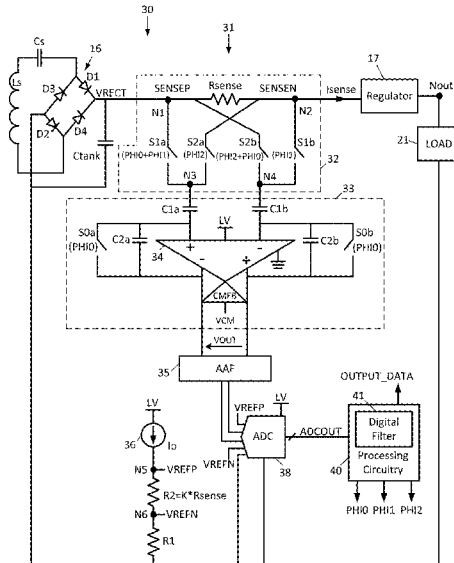 30
31
Cs
16
17
Ls
D3
D1
D2
D4
VRECT
SENSEP
Rsense
SENSEN
Isense
Regulator
Nout
N1
N2
21
LOAD
Ctank
S1a
(PHI0+PHI1)
S2a
(PHI2)
S2b
(PHI2+PHI0)
S1b
(PHI1)
32
N3
N4
C1a
C1b
33
LV
S0a
(PHI0)
C2a
34
+
-
C2b
S0b
(PHI0)
-
+
CMFB
VCM
VOUT
35
AAF
OUTPUT_DATA
LV
LV
VREFP
41
Digital
Filter
36
Io
ADC
ADCOUT
Processing
Circuitry
VREFN
38
40
N5
VREFP
R2=K*Rsense
PHI0
PHI1
PHI2
N6
VREFN
R1